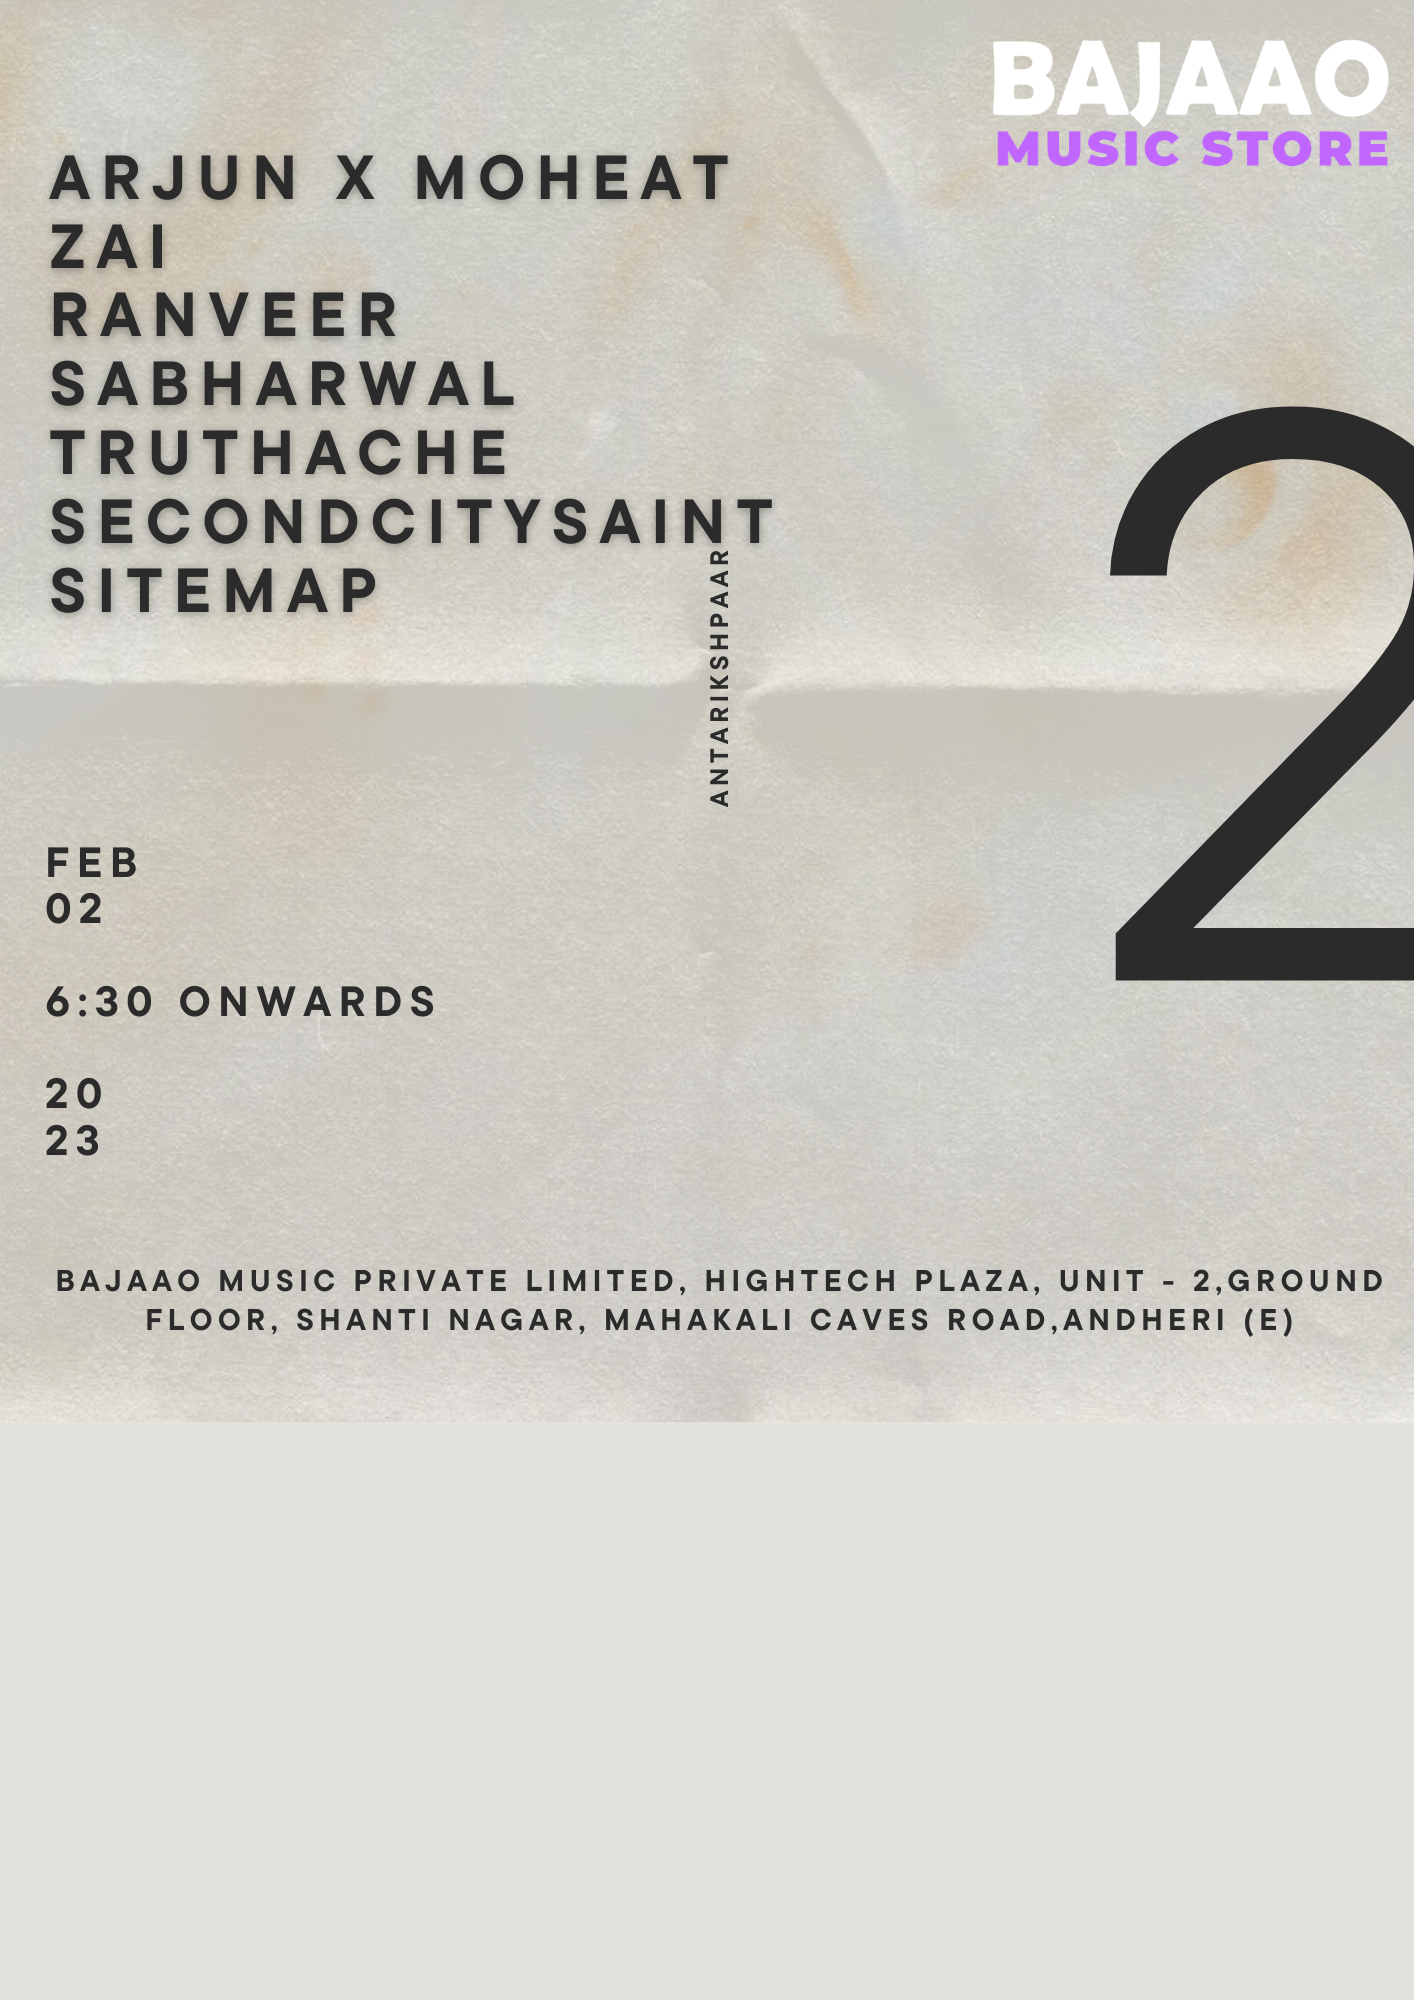 BAJAAO
MUSIC STORE
ARJUN X MOHEAT
ZAI
RANVEER
SABHARWAL
TRUTHACHE
SECONDCITYSAINT
SITEMAP
ANTARIKSHPAAR
2
FEB
02
6:30 ONWARDS
20
23
BAJAAO MUSIC PRIVATE LIMITED, HIGHTECH PLAZA, UNIT - 2,GROUND
FLOOR, SHANTI NAGAR, MAHAKALI CAVES ROAD,ANDHERI (E)